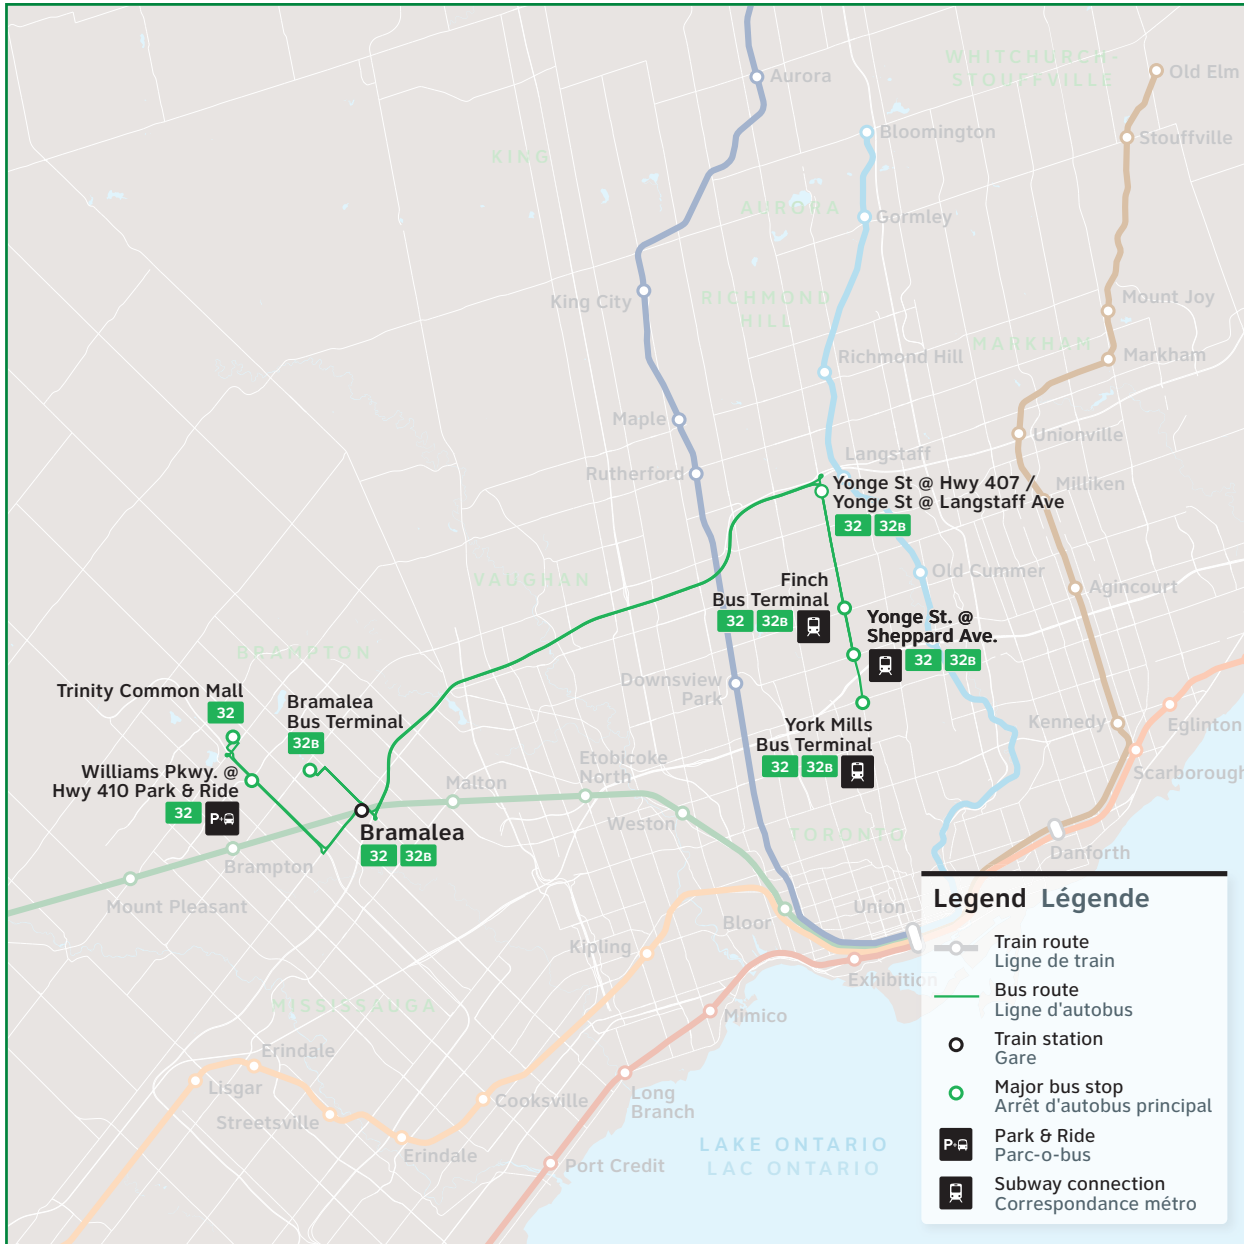 Aurora
WHITCHURCH-
STOUFFVILLE
Old Elm
Bloomington
Stouffville
KING
AURORA
Gormley
King City
RICHMOND
HILL
Mount Joy
MARKHAM
Richmond Hill
Markham
Maple
Unionville
Langstaff
Rutherford
Yonge St @ Hwy 407 /
Yonge St @ Langstaff Ave
32 32B
Milliken
VAUGHAN
Finch
Bus Terminal
32 32B
Old Cummer
Agincourt
Yonge St. @
Sheppard Ave.
32 32B
BRAMPTON
Trinity Common Mall
32
Bramalea
Bus Terminal
32B
Downsview
Park
York Mills
Bus Terminal
32 32B
Kennedy
Eglinton
Scarborough
Williams Pkwy. @
Hwy 410 Park & Ride
32 P+
Malton
Etobicoke
North
Weston
TORONTO
Bramalea
32 32B
Brampton
Danforth
Mount Pleasant
Bloor
Union
Kipling
Exhibition
MISSISSAUGA
Mimico
Erindale
Lisgar
Streetsville
Cooksville
Long
Branch
Erindale
Port Credit
LAKE ONTARIO
LAC ONTARIO
Legend Légende
Train route
Ligne de train
Bus route
Ligne d'autobus
Train station
Gare
Major bus stop
Arrêt d'autobus principal
P+
Park & Ride
Parc-o-bus
Subway connection
Correspondance métro